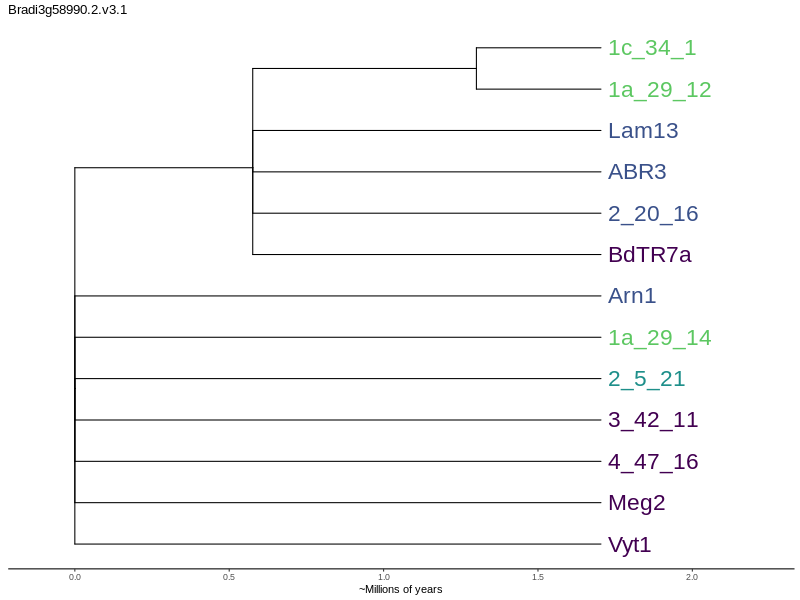 Bradi3g58990.2.v3.1
1c_34_1
1a_29_12
Lam13
ABR3
2_20_16
BdTR7a
Arn1
1a_29_14
2_5_21
3_42_11
4_47_16
Meg2
Vyt1
0.0 0.5 1.0 1.5 2.0
~Millions of years